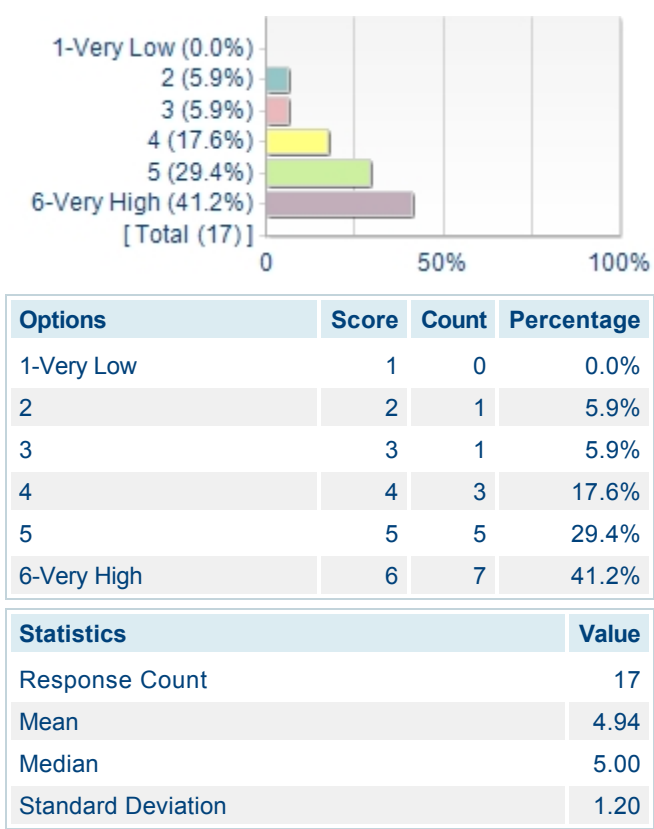 1-Very Low (0.0%)
2 (5.9%)
3 (5.9%)
4 (17.6%)
5 (29.4%)
6-Very High (41.2%)
[ Total (17) ]
0 50% 100%
Options Score Count Percentage
1-Very Low 1 0 0.0%
2 2 1 5.9%
3 3 1 5.9%
4 4 3 17.6%
5 5 5 29.4%
6-Very High 6 7 41.2%
Statistics Value
Response Count 17
Mean 4.94
Median 5.00
Standard Deviation 1.20